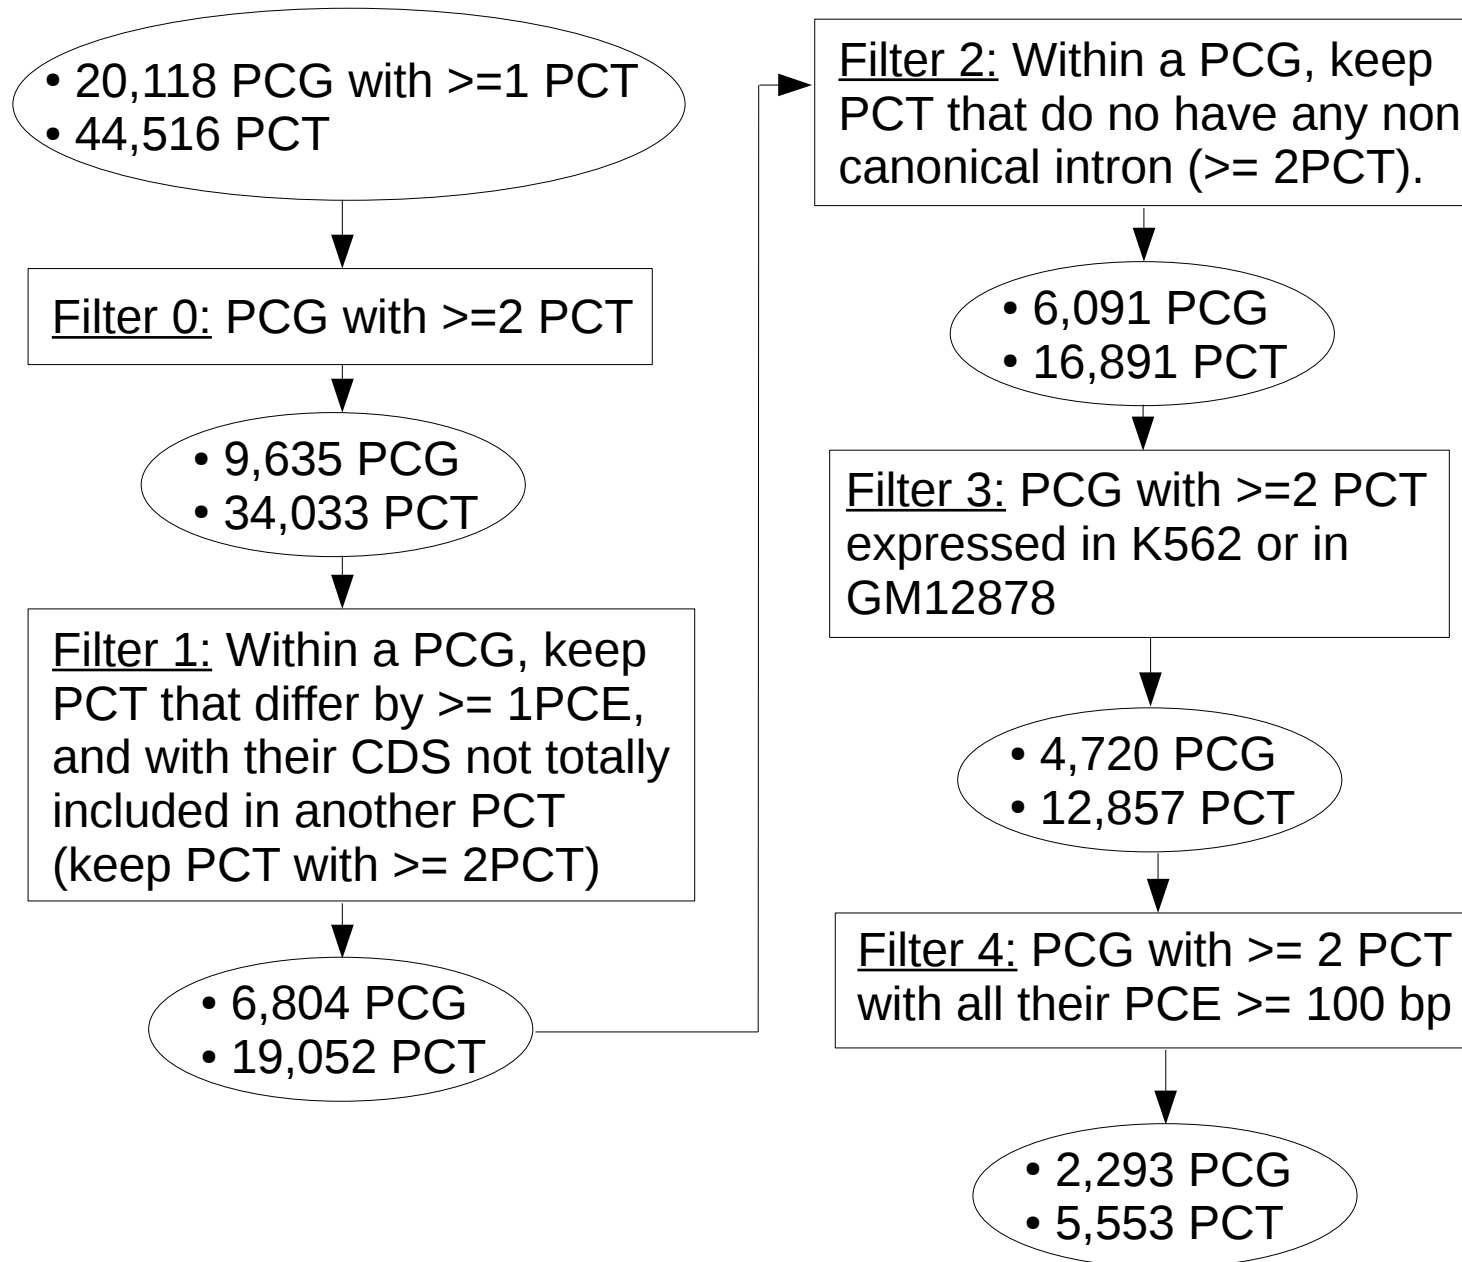 • 20,118 PCG with >=1 PCT
• 44,516 PCT
Filter 0: PCG with >=2 PCT
• 9,635 PCG
• 34,033 PCT
Filter 1: Within a PCG, keep
PCT that differ by >= 1PCE,
and with their CDS not totally
included in another PCT
(keep PCT with >= 2PCT)
• 6,804 PCG
• 19,052 PCT
Filter 2: Within a PCG, keep
PCT that do no have any non
canonical intron (>= 2PCT).
• 6,091 PCG
• 16,891 PCT
Filter 3: PCG with >=2 PCT
expressed in K562 or in
GM12878
• 4,720 PCG
• 12,857 PCT
Filter 4: PCG with >= 2 PCT
with all their PCE >= 100 bp
• 2,293 PCG
• 5,553 PCT